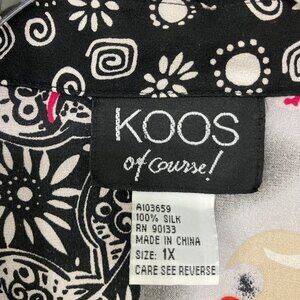 KOOS
of course!
A103659
100% SILK
RN 90133
MADE IN CHINA
SIZE: 1X
CARE SEE REVERSE